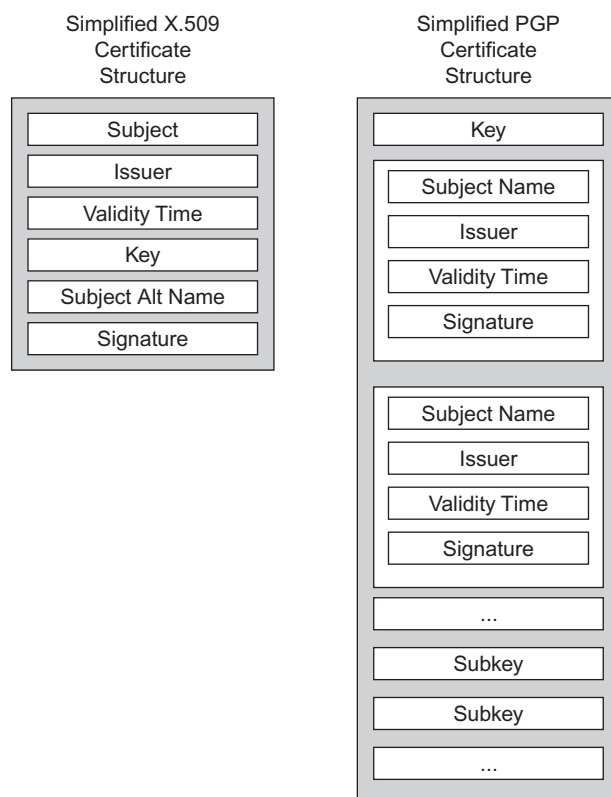 Simplified X.509
Certificate
Structure
Subject
Issuer
Validity Time
Key
Subject Alt Name
Signature
Simplified PGP
Certificate
Structure
Key
Subject Name
Issuer
Validity Time
Signature
Subject Name
Issuer
Validity Time
Signature
...
Subkey
Subkey
...